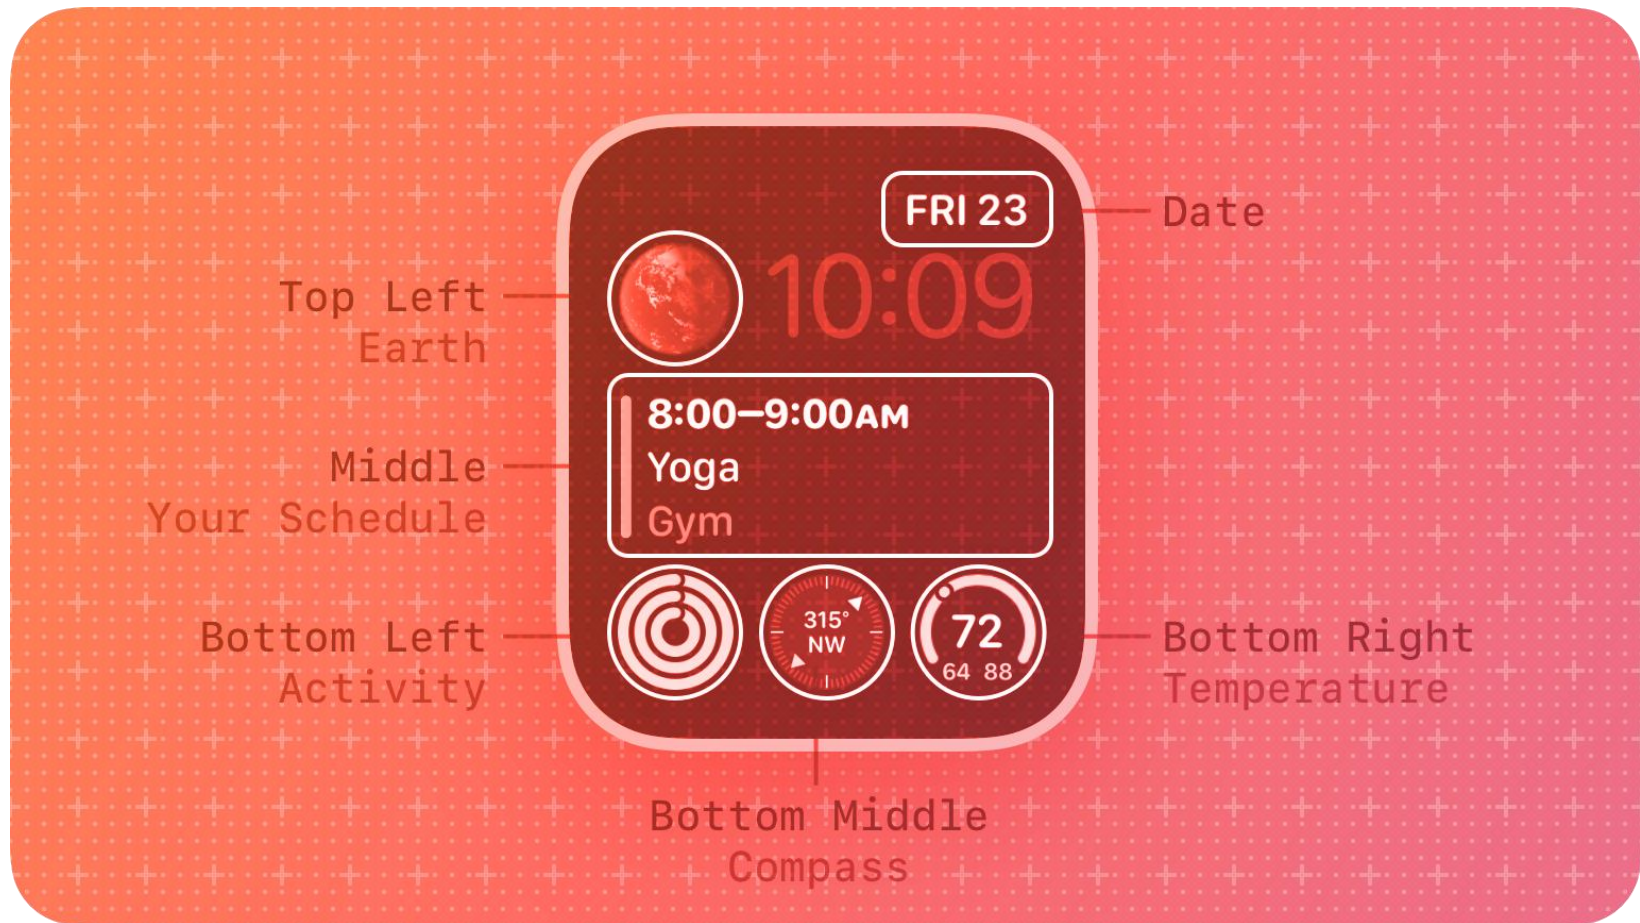 FRI 23
Date
Top Left
Earth
10:09
Middle
Your Schedule
8:00–9:00AM
Yoga
Gym
Bottom Left
Activity
315°
NW
72
64 88
Bottom Right
Temperature
Bottom Middle
Compass